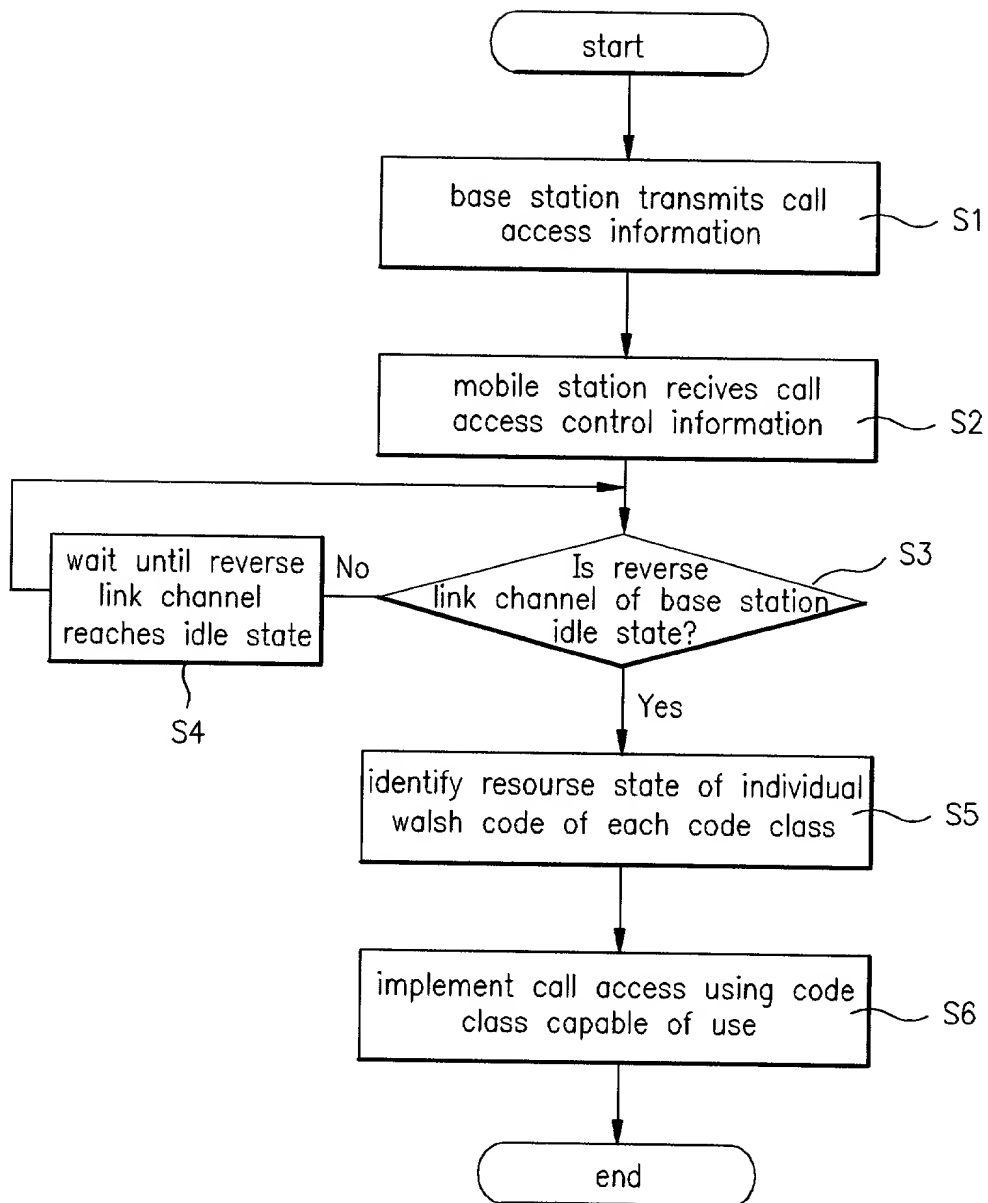 start
base station transmits call
access information
S1
mobile station recives call
access control information
S2
Is reverse
link channel of base station
idle state?
S3
No
wait until reverse
link channel
reaches idle state
S4
Yes
identify resourse state of individual
walsh code of each code class
S5
implement call access using code
class capable of use
S6
end